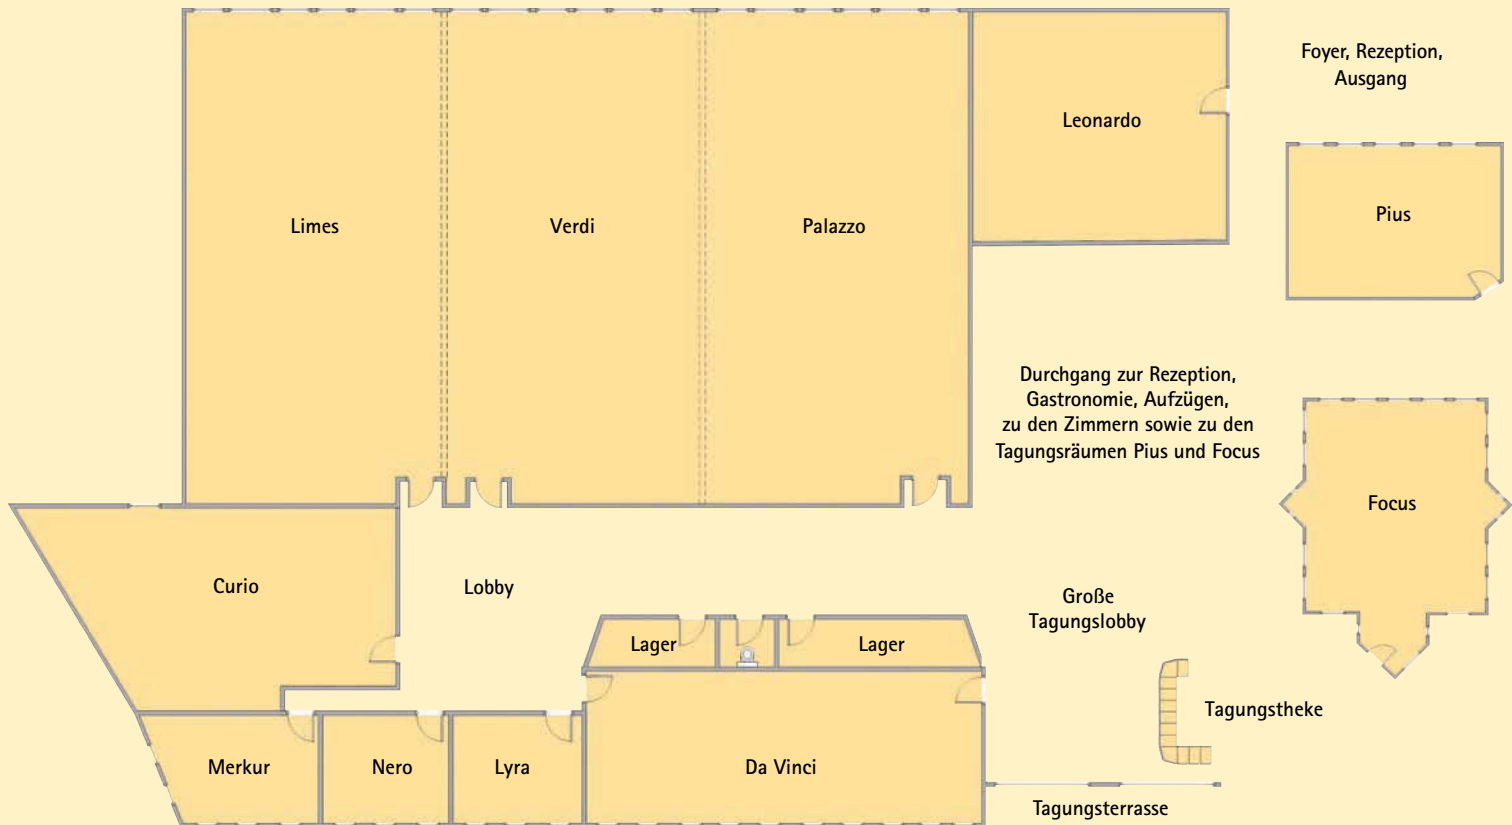 Foyer, Rezeption,
Ausgang
Leonardo
Pius
Limes
Verdi
Palazzo
Durchgang zur Rezeption,
Gastronomie, Aufzügen,
zu den Zimmern sowie zu den
Tagungsräumen Pius und Focus
Focus
Curio
Lobby
Große
Tagungslobby
Lager
Lager
Tagungstheke
Merkur
Nero
Lyra
Da Vinci
Tagungsterrasse